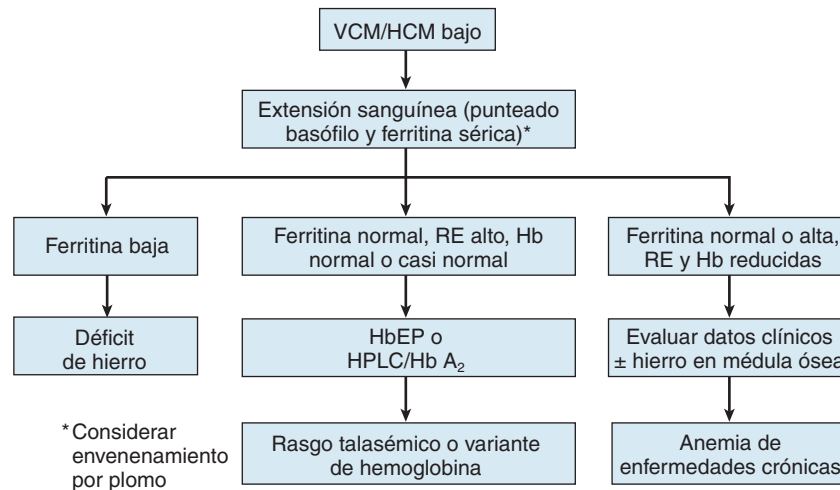 VCM/HCM bajo
Extensión sanguínea (punteado
basófilo y ferritina sérica)*
Ferritina baja
Ferritina normal, RE alto, Hb
normal o casi normal
Ferritina normal o alta,
RE y Hb reducidas
Déficit
de hierro
HbEP o
HPLC/Hb A₂
Evaluar datos clínicos
± hierro en médula ósea
*Considerar
envenenamiento
por plomo
Rasgo talasémico o variante
de hemoglobina
Anemia de
enfermedades crónicas